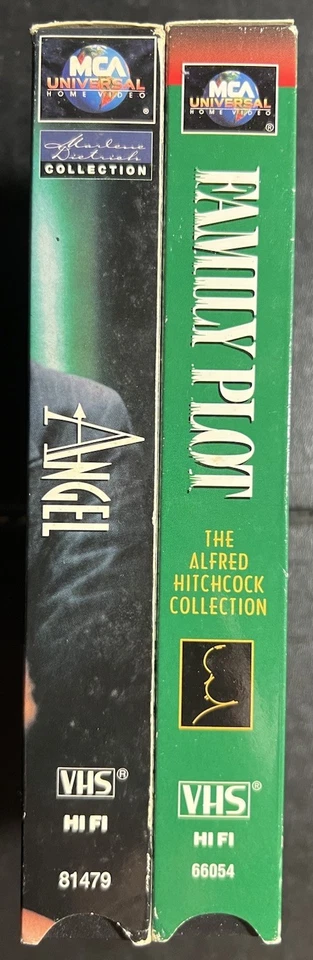 MCA
UNIVERSAL
HOME VIDEO
®
Marlene
Dietrich
COLLECTION
ANGEL
VHS®
HI FI
81479
MCA
UNIVERSAL
HOME VIDEO
®
FAMILY PLOT
THE
ALFRED
HITCHCOCK
COLLECTION
VHS®
HI FI
66054